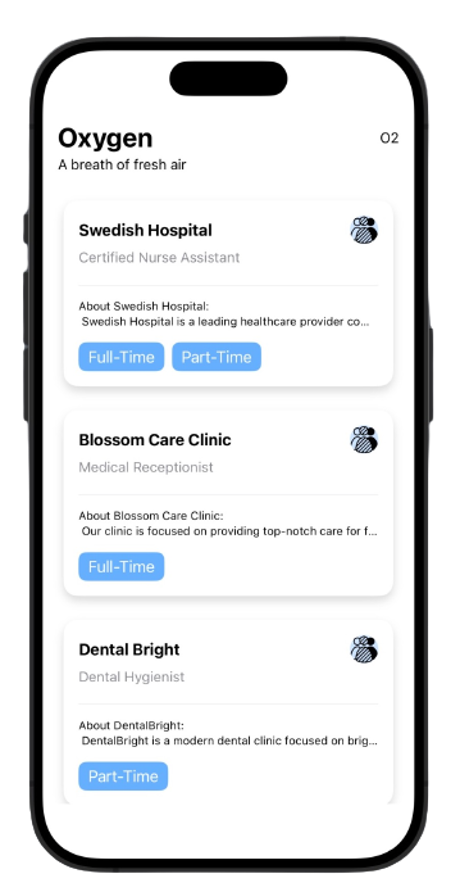 Oxygen
O2
A breath of fresh air
Swedish Hospital
Certified Nurse Assistant
About Swedish Hospital:
Swedish Hospital is a leading healthcare provider co...
Full-Time Part-Time
Blossom Care Clinic
Medical Receptionist
About Blossom Care Clinic:
Our clinic is focused on providing top-notch care for f...
Full-Time
Dental Bright
Dental Hygienist
About DentalBright:
DentalBright is a modern dental clinic focused on brig...
Part-Time